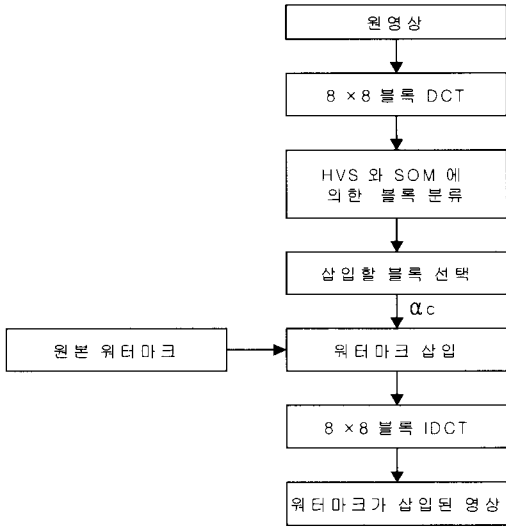 원영상
8 ×8 블록 DCT
HVS 와 SOM 에
의한 블록 분류
삽입할 블록 선택
αc
원본 워터마크
워터마크 삽입
8 ×8 블록 IDCT
워터마크가 삽입된 영상